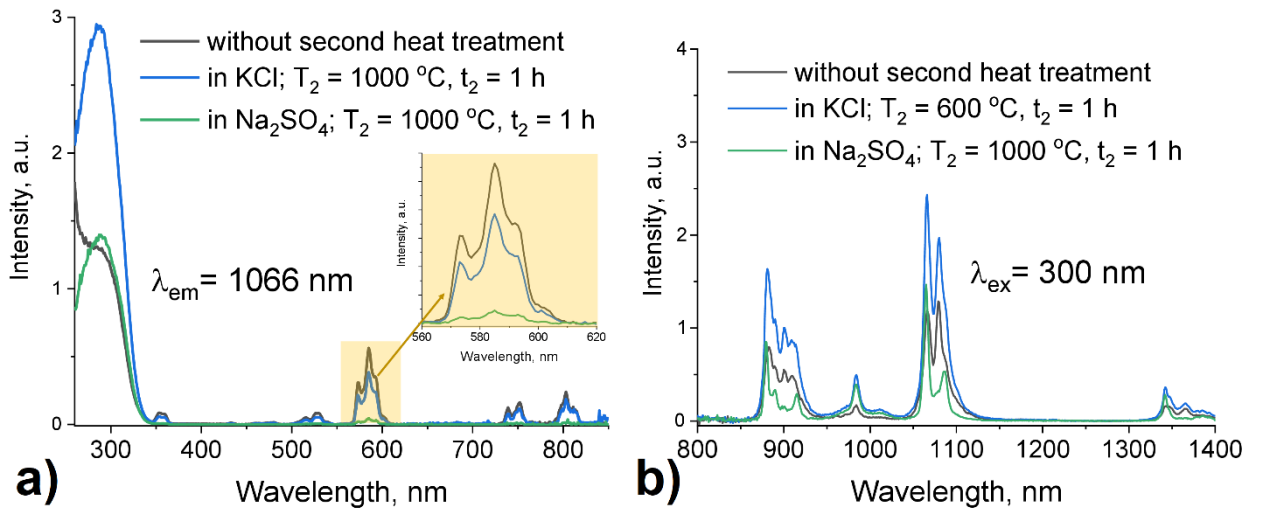 3
2
1
0
Intensity, a.u.
without second heat treatment
in KCl; T₂ = 1000 °C, t₂ = 1 h
in Na₂SO₄; T₂ = 1000 °C, t₂ = 1 h
λem= 1066 nm
Intensity, a.u.
560 580 600 620
Wavelength, nm
300 400 500 600 700 800
Wavelength, nm
a)
4
3
2
1
0
Intensity, a.u.
without second heat treatment
in KCl; T₂ = 600 °C, t₂ = 1 h
in Na₂SO₄; T₂ = 1000 °C, t₂ = 1 h
λex= 300 nm
800 900 1000 1100 1200 1300 1400
Wavelength, nm
b)